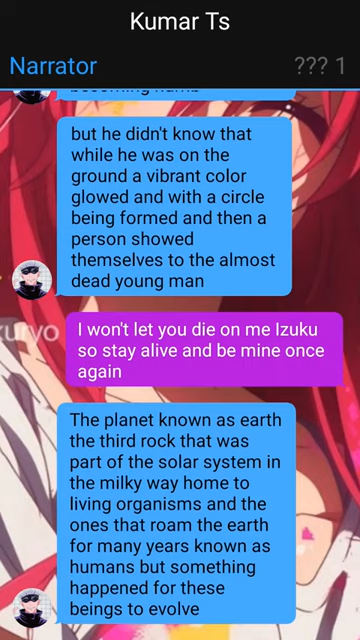 Kumar Ts
Narrator
??? 1
but he didn't know that
while he was on the
ground a vibrant color
glowed and with a circle
being formed and then a
person showed
themselves to the almost
dead young man
kuryo
I won't let you die on me Izuku
so stay alive and be mine once
again
The planet known as earth
the third rock that was
part of the solar system in
the milky way home to
living organisms and the
ones that roam the earth
for many years known as
humans but something
happened for these
beings to evolve